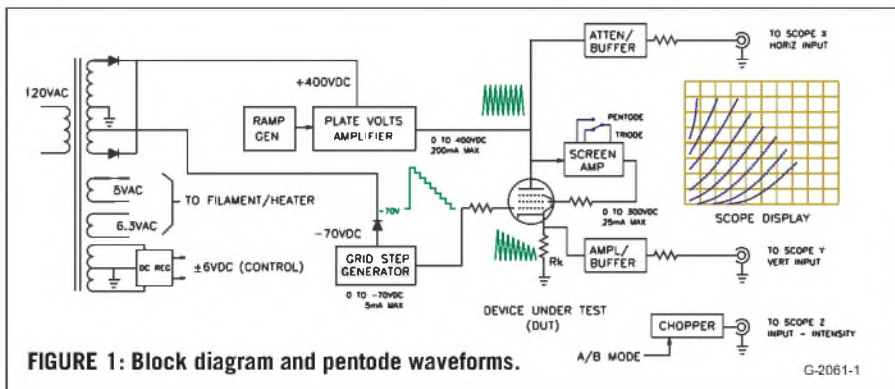 120VAC
+400VDC
RAMP
GEN
PLATE VOLTS
AMPLIFIER
0 TO 400VDC
200mA MAX
ATTEN/
BUFFER
TO SCOPE X
HORIZ INPUT
PENTODE
TRIODE
SCREEN
AMP
0 TO 300VDC
25mA MAX
SCOPE DISPLAY
5VAC
6.3VAC
TO FILAMENT/HEATER
-70V
-70VDC
GRID STEP
GENERATOR
0 TO -70VDC
5mA MAX
DC REG
±6VDC (CONTROL)
Rk
AMPL/
BUFFER
TO SCOPE Y
VERT INPUT
DEVICE UNDER TEST
(DUT)
CHOPPER
TO SCOPE Z
INPUT - INTENSITY
A/B MODE
FIGURE 1: Block diagram and pentode waveforms.
G-2061-1